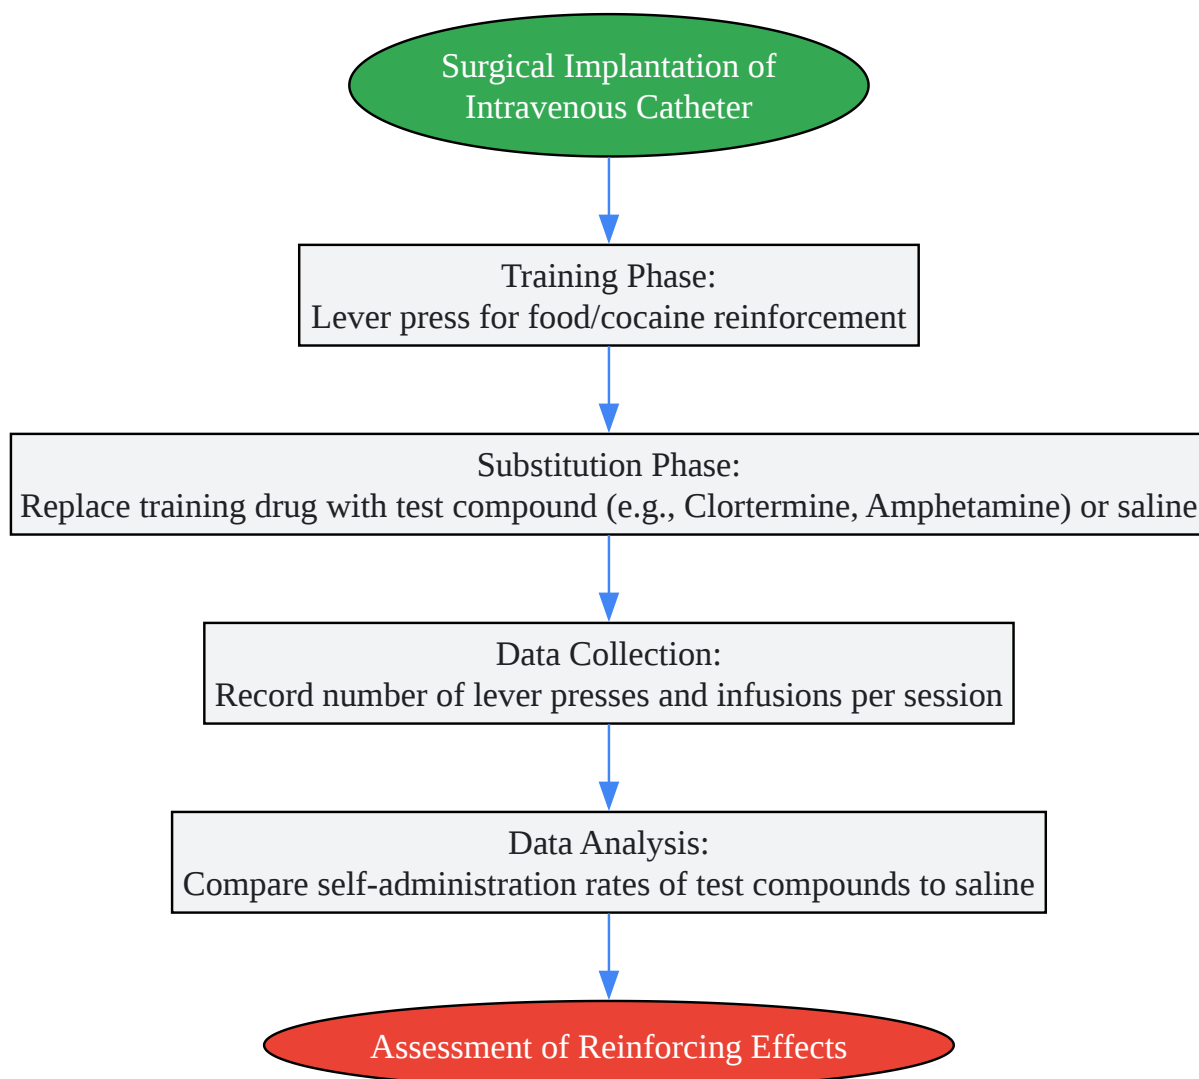 Surgical Implantation of
Intravenous Catheter
Training Phase:
Lever press for food/cocaine reinforcement
Substitution Phase:
Replace training drug with test compound (e.g., Clortermine, Amphetamine) or saline
Data Collection:
Record number of lever presses and infusions per session
Data Analysis:
Compare self-administration rates of test compounds to saline
Assessment of Reinforcing Effects